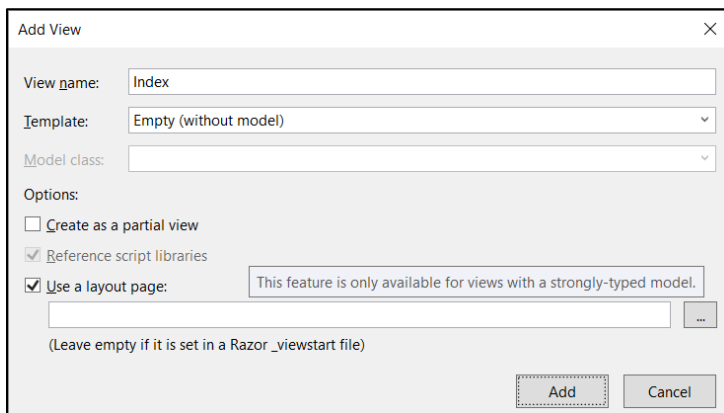 Add View
View name: Index
Template: Empty (without model)
Model class:
Options:
Create as a partial view
Reference script libraries
Use a layout page: This feature is only available for views with a strongly-typed model.
...
(Leave empty if it is set in a Razor _viewstart file)
Add Cancel